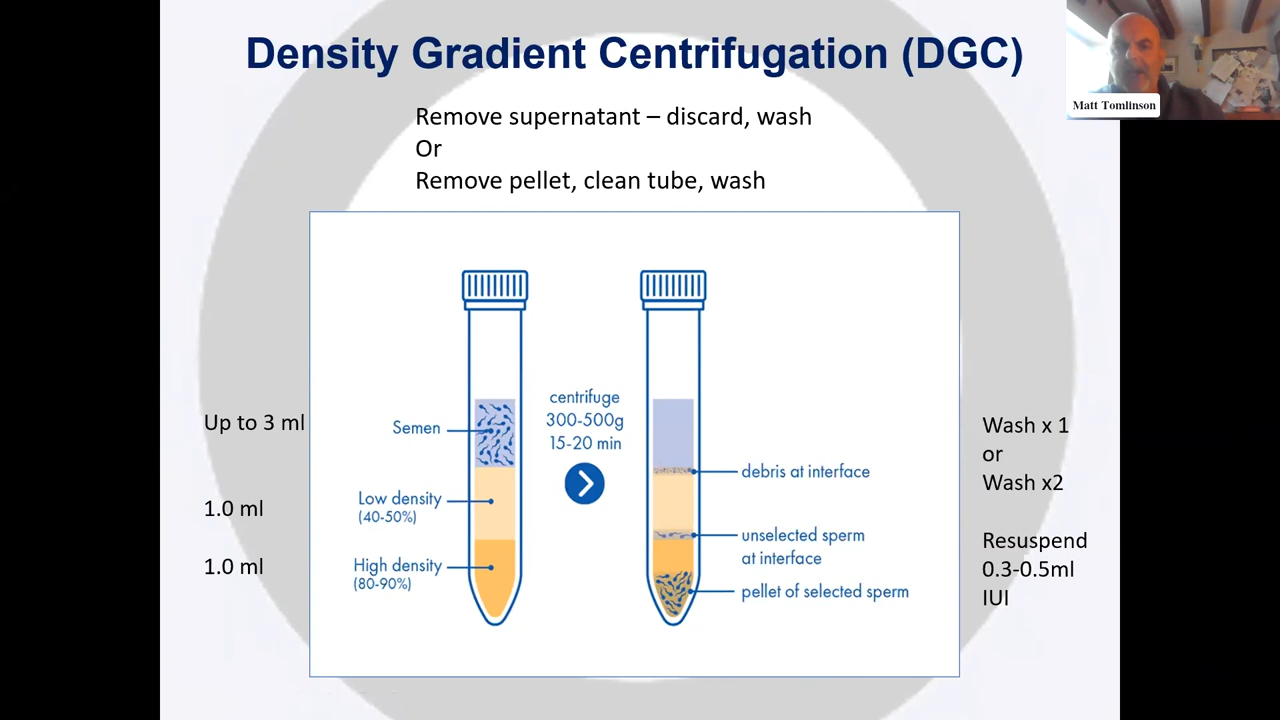 Density Gradient Centrifugation (DGC)
Matt Tomlinson
Remove supernatant – discard, wash
Or
Remove pellet, clean tube, wash
Up to 3 ml
1.0 ml
1.0 ml
Semen
Low density
(40-50%)
High density
(80-90%)
centrifuge
300-500g
15-20 min
debris at interface
unselected sperm
at interface
pellet of selected sperm
Wash x 1
or
Wash x2
Resuspend
0.3-0.5ml
IUI